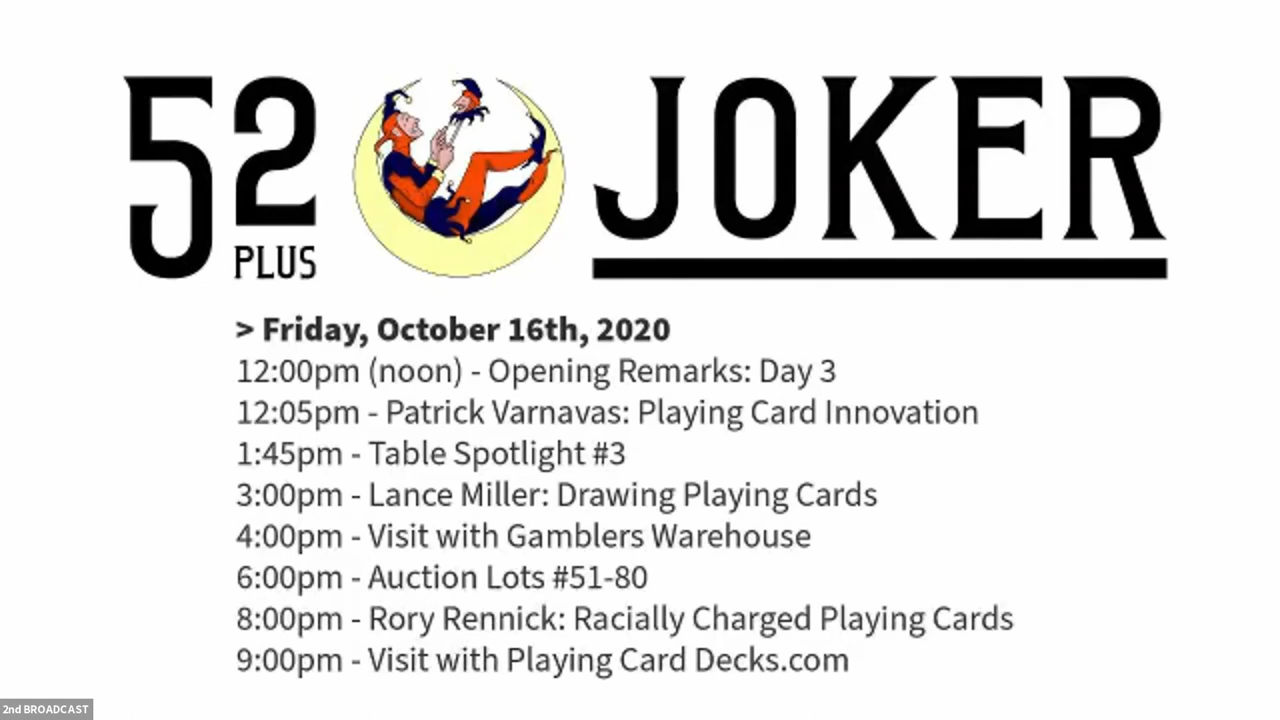 52 PLUS JOKER
> Friday, October 16th, 2020
12:00pm (noon) - Opening Remarks: Day 3
12:05pm - Patrick Varnavas: Playing Card Innovation
1:45pm - Table Spotlight #3
3:00pm - Lance Miller: Drawing Playing Cards
4:00pm - Visit with Gamblers Warehouse
6:00pm - Auction Lots #51-80
8:00pm - Rory Rennick: Racially Charged Playing Cards
9:00pm - Visit with Playing Card Decks.com
2nd BROADCAST